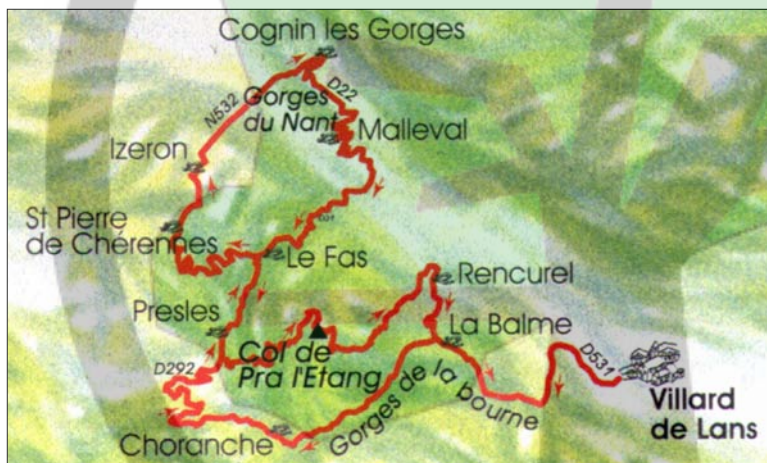 Cognin les Gorges
N532
D22
Gorges
du Nant
Malleval
Izeron
St Pierre
de Chérennes
Le Fas
Rencurel
Presles
La Balme
Col de
Pra l'Etang
D292
D531
Gorges de la bourne
Villard
de Lans
Choranche